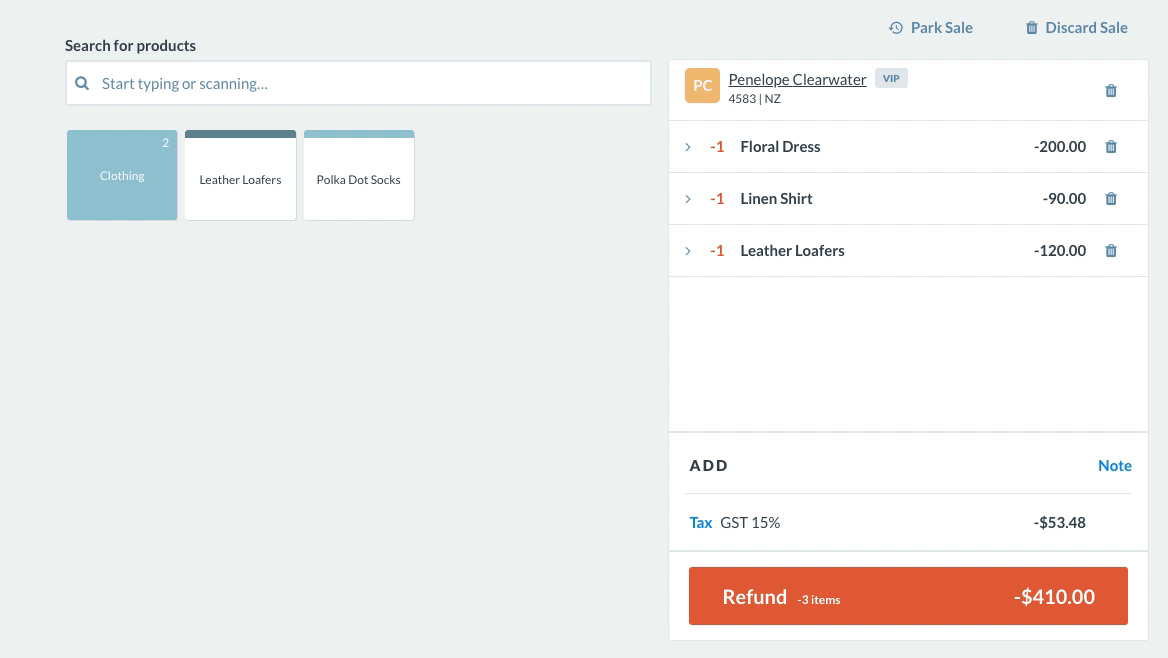 Park Sale
Discard Sale
Search for products
Start typing or scanning...
2
Clothing
Leather Loafers
Polka Dot Socks
PC
Penelope Clearwater VIP
4583 | NZ
-1 Floral Dress -200.00
-1 Linen Shirt -90.00
-1 Leather Loafers -120.00
ADD Note
Tax GST 15% -$53.48
Refund -3 items -$410.00